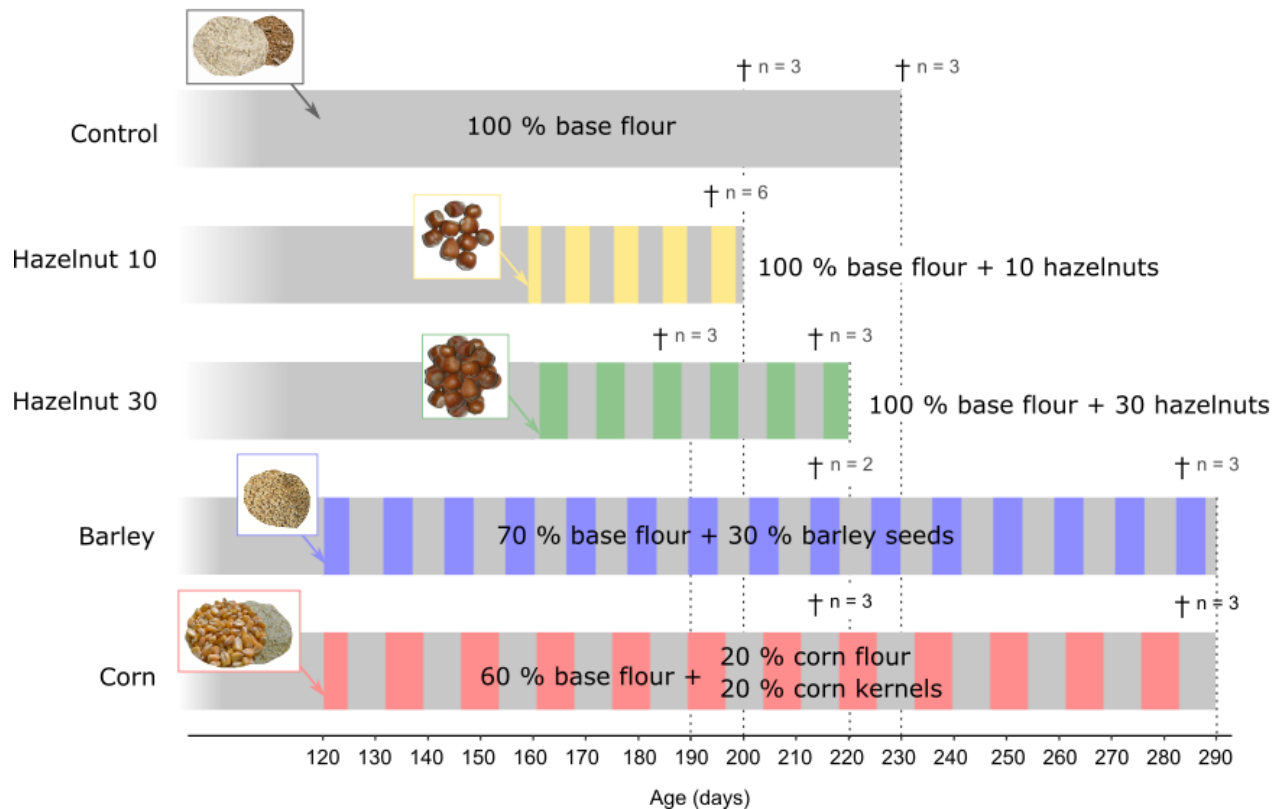 † n = 3 † n = 3
Control
100 % base flour
† n = 6
Hazelnut 10
100 % base flour + 10 hazelnuts
† n = 3 † n = 3
Hazelnut 30
100 % base flour + 30 hazelnuts
† n = 2 † n = 3
Barley
70 % base flour + 30 % barley seeds
† n = 3 † n = 3
Corn
60 % base flour +
20 % corn flour
20 % corn kernels
120 130 140 150 160 170 180 190 200 210 220 230 240 250 260 270 280 290
Age (days)